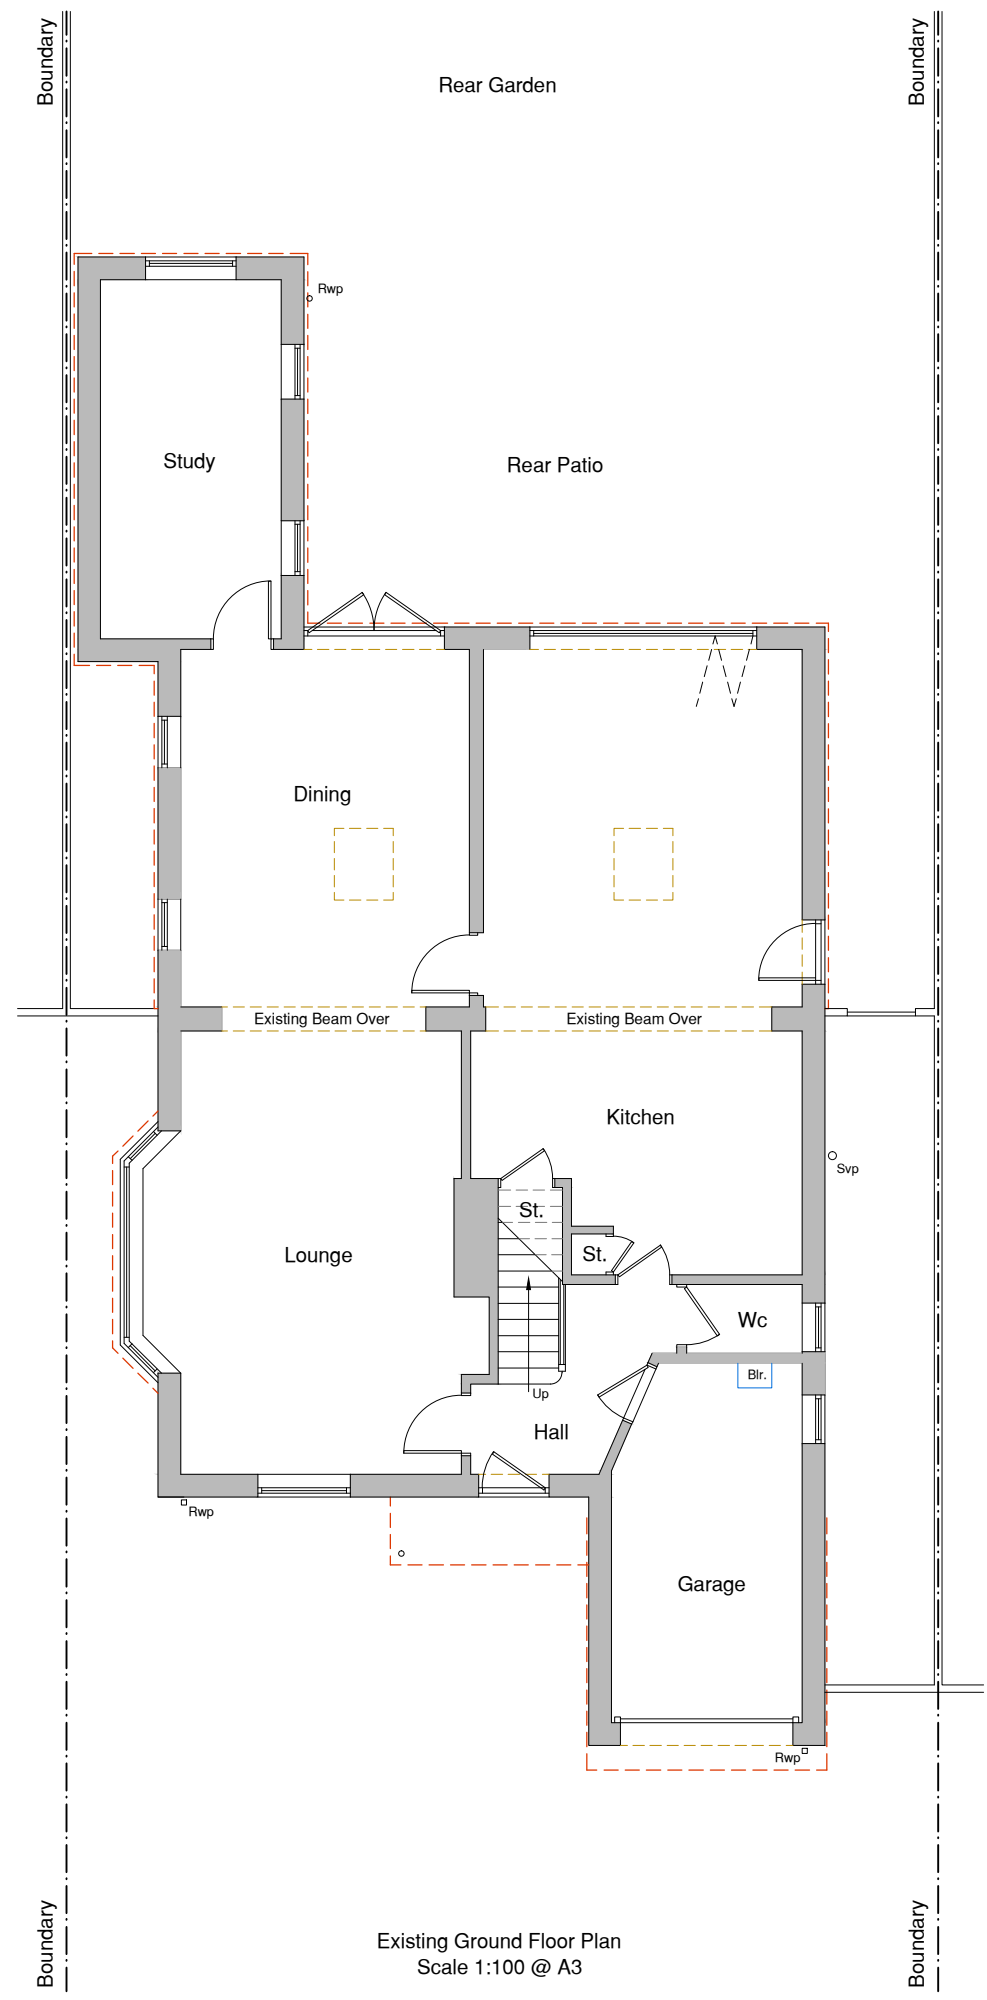 Boundary
Boundary
Rear Garden
Rwp
Study
Rear Patio
Dining
Existing Beam Over
Existing Beam Over
Kitchen
Svp
St.
Lounge
St.
Wc
Blr.
Up
Hall
Rwp
Garage
Rwp
Boundary
Boundary
Existing Ground Floor Plan
Scale 1:100 @ A3